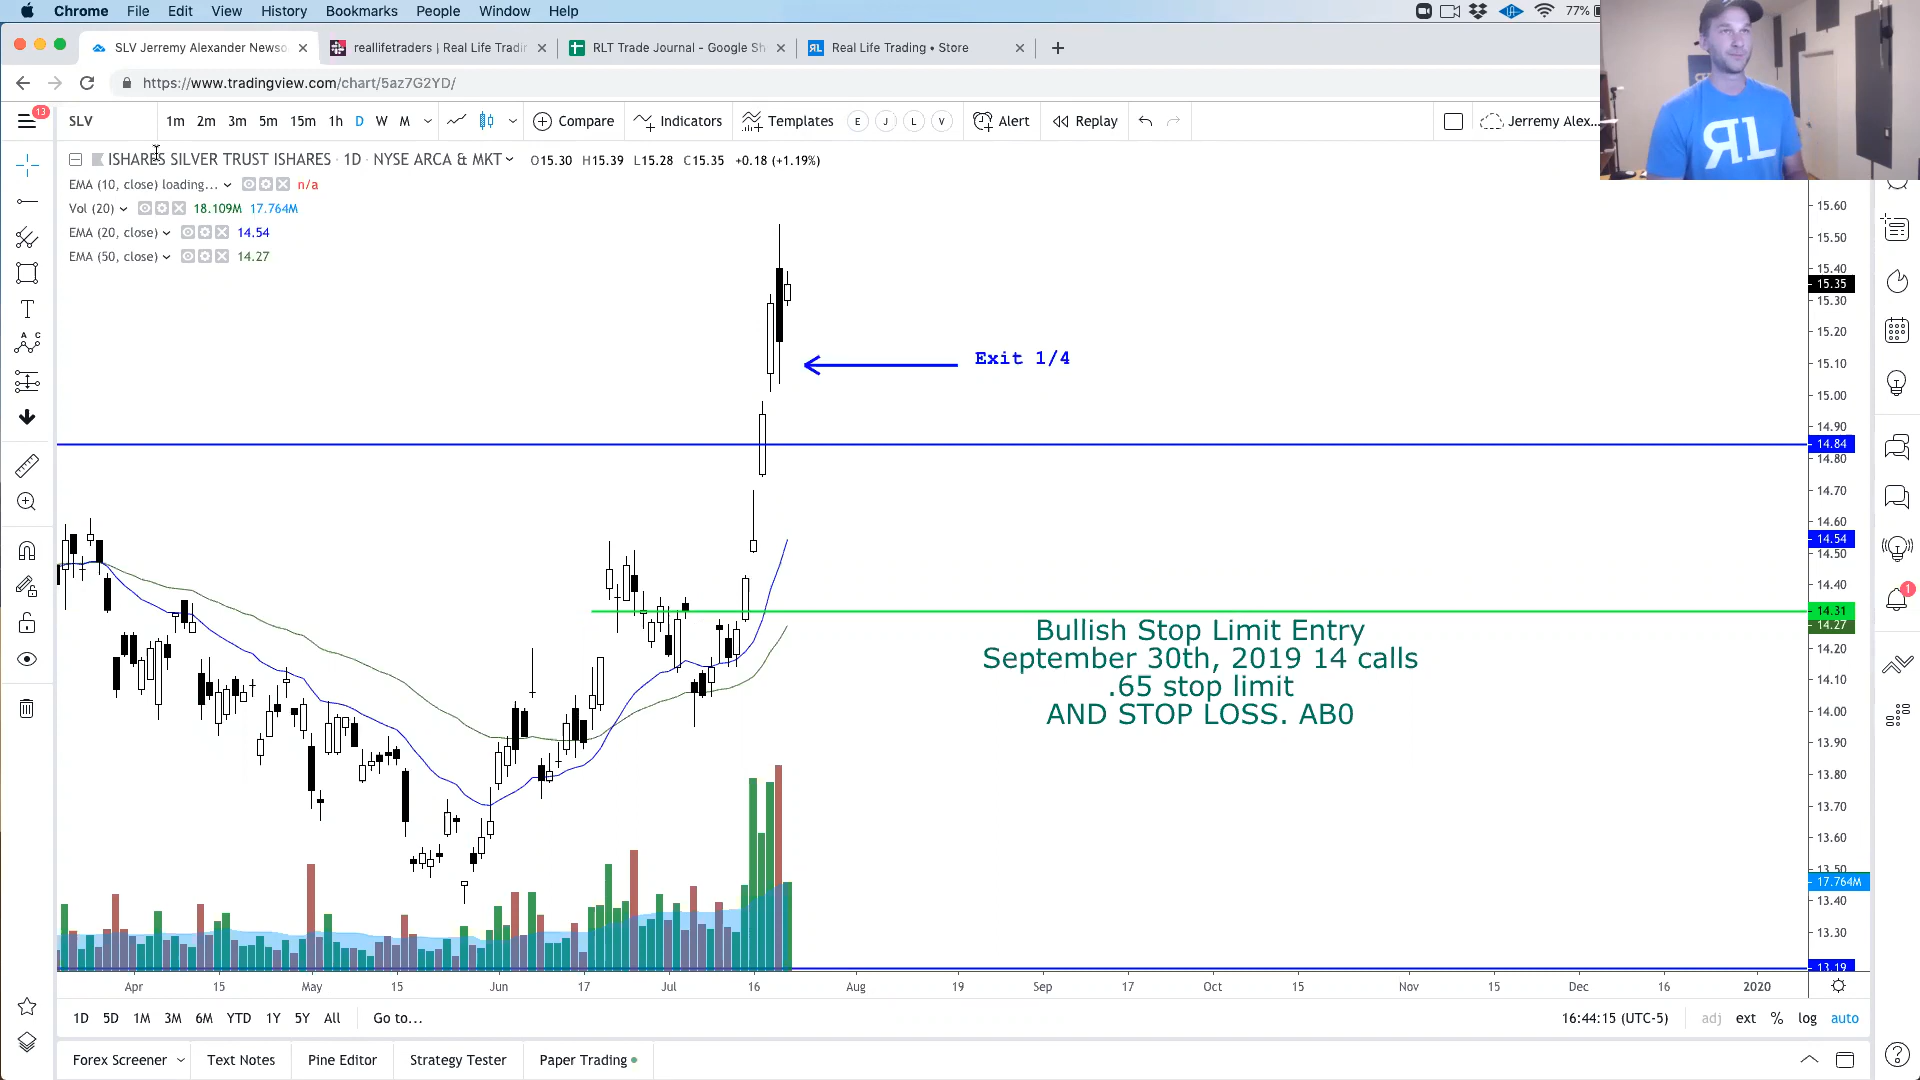 Chrome File Edit View History Bookmarks People Window Help 77%
SLV Jerremy Alexander Newso reallifetraders | Real Life Tradin RLT Trade Journal - Google Sh RL Real Life Trading • Store
https://www.tradingview.com/chart/5az7G2YD/
13 SLV 1m 2m 3m 5m 15m 1h D W M Compare Indicators Templates E J L V Alert Replay Jerremy Alex...
ISHARES SILVER TRUST ISHARES · 1D · NYSE ARCA & MKT O15.30 H15.39 L15.28 C15.35 +0.18 (+1.19%)
EMA (10, close) loading... n/a
Vol (20) 18.109M 17.764M
EMA (20, close) 14.54
EMA (50, close) 14.27
RL
15.60
15.50
15.40
15.35
15.30
15.20
15.10
15.00
14.90
14.84
14.80
14.70
14.60
14.54
14.50
14.40
14.31
14.27
14.20
14.10
14.00
13.90
13.80
13.70
13.60
13.50
17.764M
13.40
13.30
13.19
Exit 1/4
Bullish Stop Limit Entry
September 30th, 2019 14 calls
.65 stop limit
AND STOP LOSS. AB0
1
Apr 15 May 15 Jun 17 Jul 16 Aug 19 Sep 17 Oct 15 Nov 15 Dec 16 2020
1D 5D 1M 3M 6M YTD 1Y 5Y All Go to... 16:44:15 (UTC-5) adj ext % log auto
Forex Screener Text Notes Pine Editor Strategy Tester Paper Trading